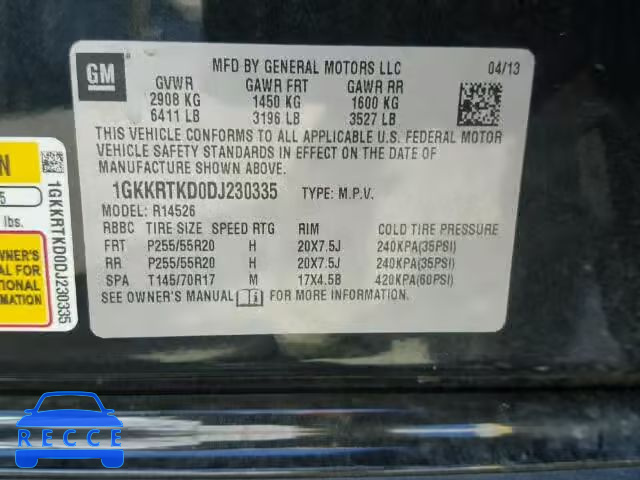 GM
MFD BY GENERAL MOTORS LLC
04/13
GVWR GAWR FRT GAWR RR
2908 KG 1450 KG 1600 KG
6411 LB 3196 LB 3527 LB
THIS VEHICLE CONFORMS TO ALL APPLICABLE U.S. FEDERAL MOTOR
VEHICLE SAFETY STANDARDS IN EFFECT ON THE DATE OF
MANUFACTURE SHOWN ABOVE.
1GKKRTKD0DJ230335 TYPE: M.P.V.
MODEL: R14526
RBBC TIRE SIZE SPEED RTG RIM COLD TIRE PRESSURE
FRT P255/55R20 H 20X7.5J 240KPA(35PSI)
RR P255/55R20 H 20X7.5J 240KPA(35PSI)
SPA T145/70R17 M 17X4.5B 420KPA(60PSI)
SEE OWNER'S MANUAL FOR MORE INFORMATION.
5
lbs.
1GKKRTKD0DJ230335
RECCE